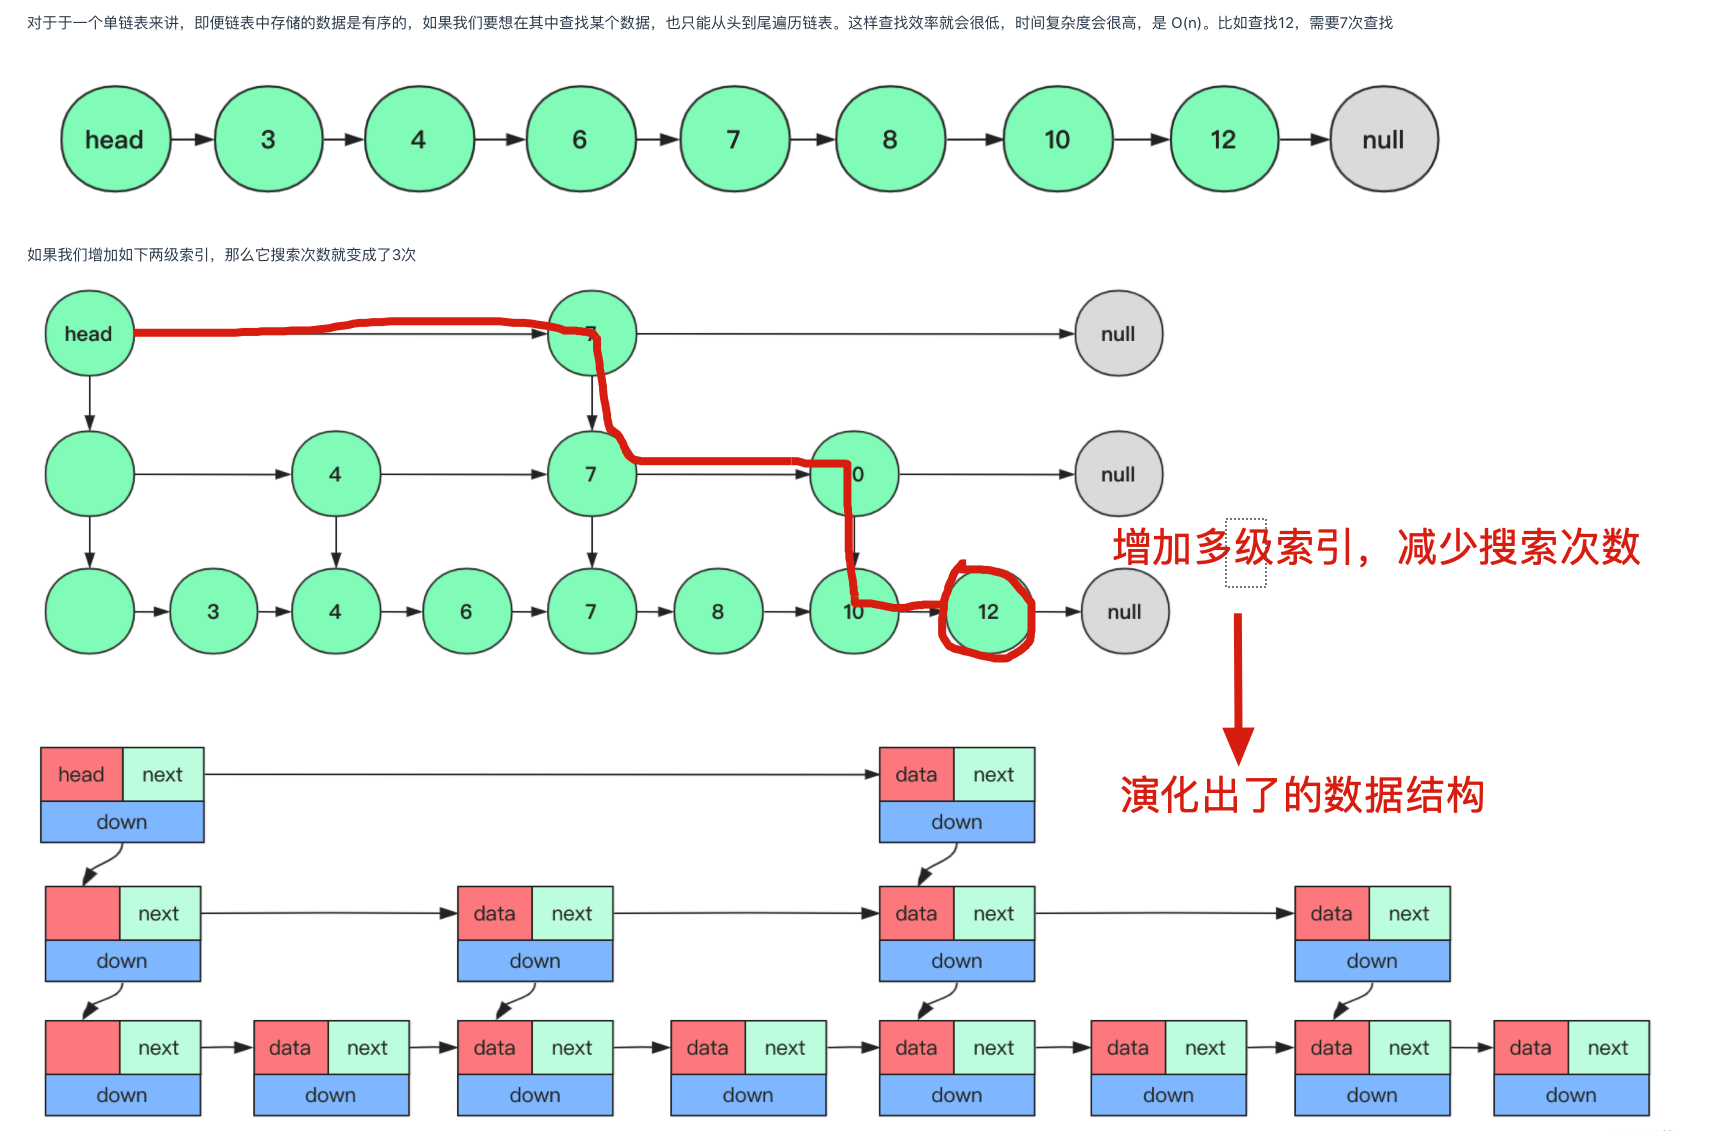 对于于一个单链表来讲，即便链表中存储的数据是有序的，如果我们要想在其中查找某个数据，也只能从头到尾遍历链表。这样查找效率就会很低，时间复杂度会很高，是 O(n)。比如查找12，需要7次查找
head 3 4 6 7 8 10 12 null
如果我们增加如下两级索引，那么它搜索次数就变成了3次
head 7 null
4 7 0 null
增加多级索引，减少搜索次数
3 4 6 7 8 10 12 null
head next data next
down down
演化出了的数据结构
next data next data next data next
down down down down
next data next data next data next data next data next data next data next
down down down down down down down down